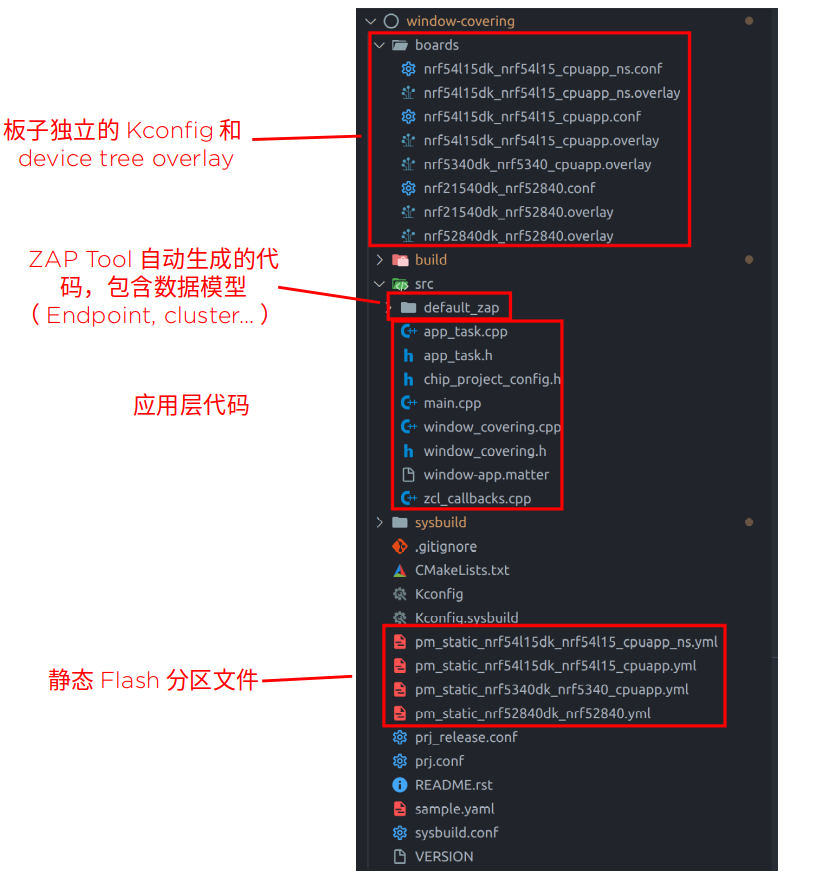 window-covering
boards
nrf54l15dk_nrf54l15_cpuapp_ns.conf
nrf54l15dk_nrf54l15_cpuapp_ns.overlay
nrf54l15dk_nrf54l15_cpuapp.conf
nrf54l15dk_nrf54l15_cpuapp.overlay
nrf5340dk_nrf5340_cpuapp.overlay
nrf21540dk_nrf52840.conf
nrf21540dk_nrf52840.overlay
nrf52840dk_nrf52840.overlay
板子独立的 Kconfig 和
device tree overlay
build
src
default_zap
ZAP Tool 自动生成的代
码，包含数据模型
（ Endpoint, cluster... ）
app_task.cpp
app_task.h
chip_project_config.h
main.cpp
window_covering.cpp
window_covering.h
window-app.matter
zcl_callbacks.cpp
应用层代码
sysbuild
.gitignore
CMakeLists.txt
Kconfig
Kconfig.sysbuild
pm_static_nrf54l15dk_nrf54l15_cpuapp_ns.yml
pm_static_nrf54l15dk_nrf54l15_cpuapp.yml
pm_static_nrf5340dk_nrf5340_cpuapp.yml
pm_static_nrf52840dk_nrf52840.yml
静态 Flash 分区文件
prj_release.conf
prj.conf
README.rst
sample.yaml
sysbuild.conf
VERSION